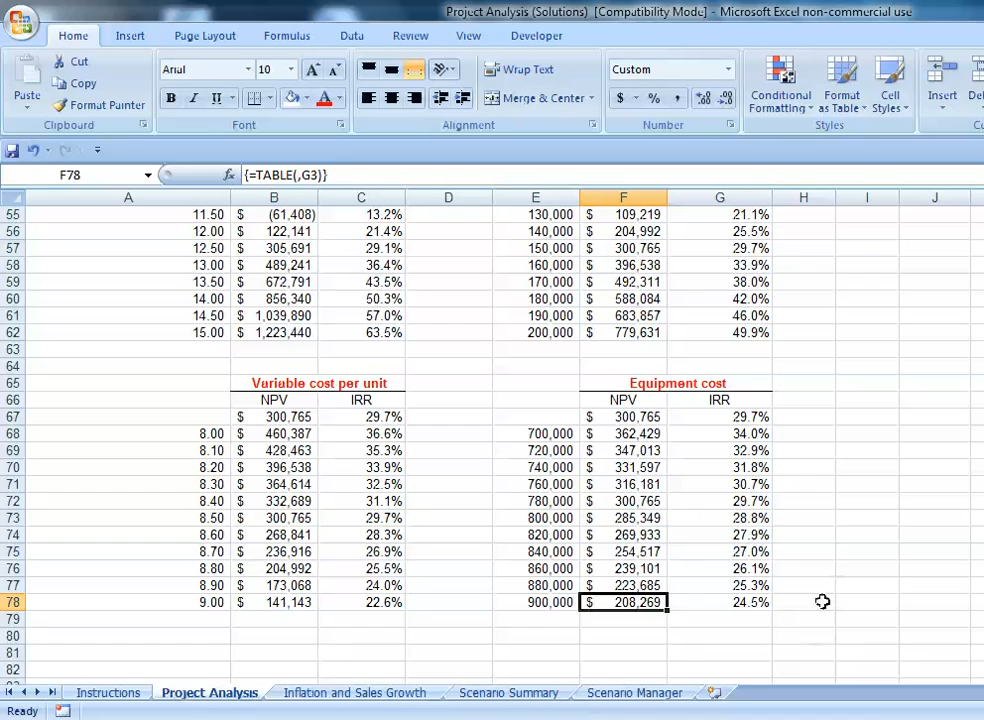 Project Analysis (Solutions) [Compatibility Mode] - Microsoft Excel non-commercial use
Home Insert Page Layout Formulas Data Review View Developer
Paste Cut Copy Format Painter Clipboard
Arial 10 A A B I U A Font
Wrap Text Merge & Center Alignment
Custom $ % , .00 .0 Number
Conditional Formatting Format as Table Cell Styles Styles
Insert
F78 fx {=TABLE(,G3)}
A B C D E F G H I J
55 11.50 $ (61,408) 13.2% 130,000 $ 109,219 21.1%
56 12.00 $ 122,141 21.4% 140,000 $ 204,992 25.5%
57 12.50 $ 305,691 29.1% 150,000 $ 300,765 29.7%
58 13.00 $ 489,241 36.4% 160,000 $ 396,538 33.9%
59 13.50 $ 672,791 43.5% 170,000 $ 492,311 38.0%
60 14.00 $ 856,340 50.3% 180,000 $ 588,084 42.0%
61 14.50 $ 1,039,890 57.0% 190,000 $ 683,857 46.0%
62 15.00 $ 1,223,440 63.5% 200,000 $ 779,631 49.9%
63
64
65 Variable cost per unit Equipment cost
66 NPV IRR NPV IRR
67 $ 300,765 29.7% $ 300,765 29.7%
68 8.00 $ 460,387 36.6% 700,000 $ 362,429 34.0%
69 8.10 $ 428,463 35.3% 720,000 $ 347,013 32.9%
70 8.20 $ 396,538 33.9% 740,000 $ 331,597 31.8%
71 8.30 $ 364,614 32.5% 760,000 $ 316,181 30.7%
72 8.40 $ 332,689 31.1% 780,000 $ 300,765 29.7%
73 8.50 $ 300,765 29.7% 800,000 $ 285,349 28.8%
74 8.60 $ 268,841 28.3% 820,000 $ 269,933 27.9%
75 8.70 $ 236,916 26.9% 840,000 $ 254,517 27.0%
76 8.80 $ 204,992 25.5% 860,000 $ 239,101 26.1%
77 8.90 $ 173,068 24.0% 880,000 $ 223,685 25.3%
78 9.00 $ 141,143 22.6% 900,000 $ 208,269 24.5%
79
80
81
82
Instructions Project Analysis Inflation and Sales Growth Scenario Summary Scenario Manager
Ready